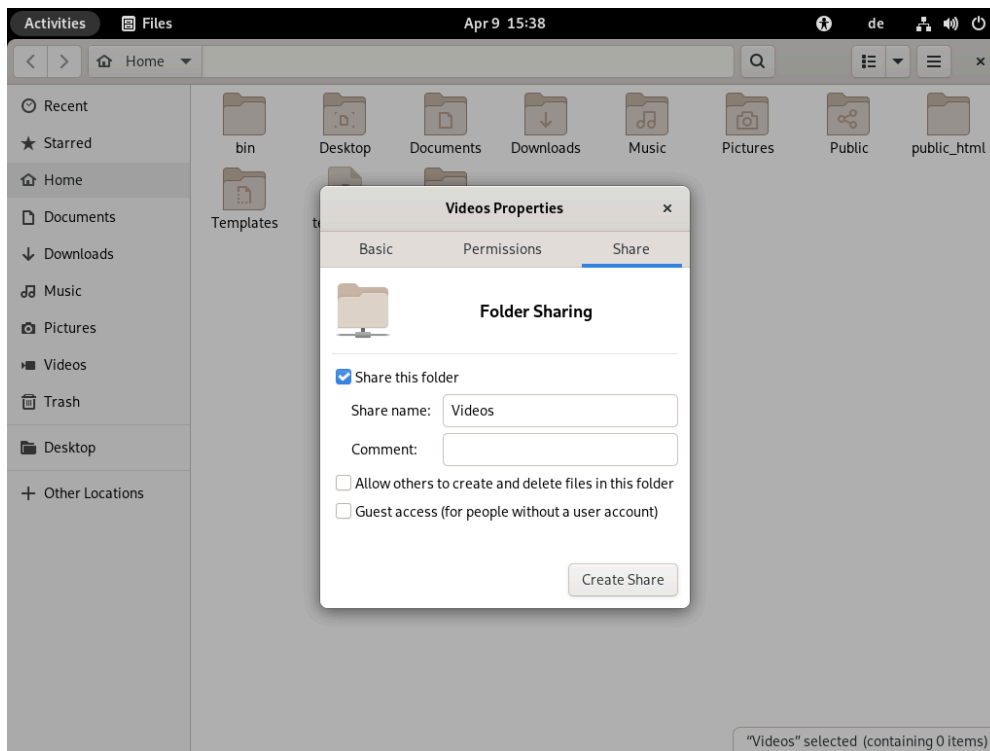 Activities Files Apr 9 15:38 de
Home
Recent
Starred
Home
Documents
Downloads
Music
Pictures
Videos
Trash
Desktop
Other Locations
bin Desktop Documents Downloads Music Pictures Public public_html
Templates
Videos Properties
Basic Permissions Share
Folder Sharing
Share this folder
Share name: Videos
Comment:
Allow others to create and delete files in this folder
Guest access (for people without a user account)
Create Share
“Videos” selected (containing 0 items)